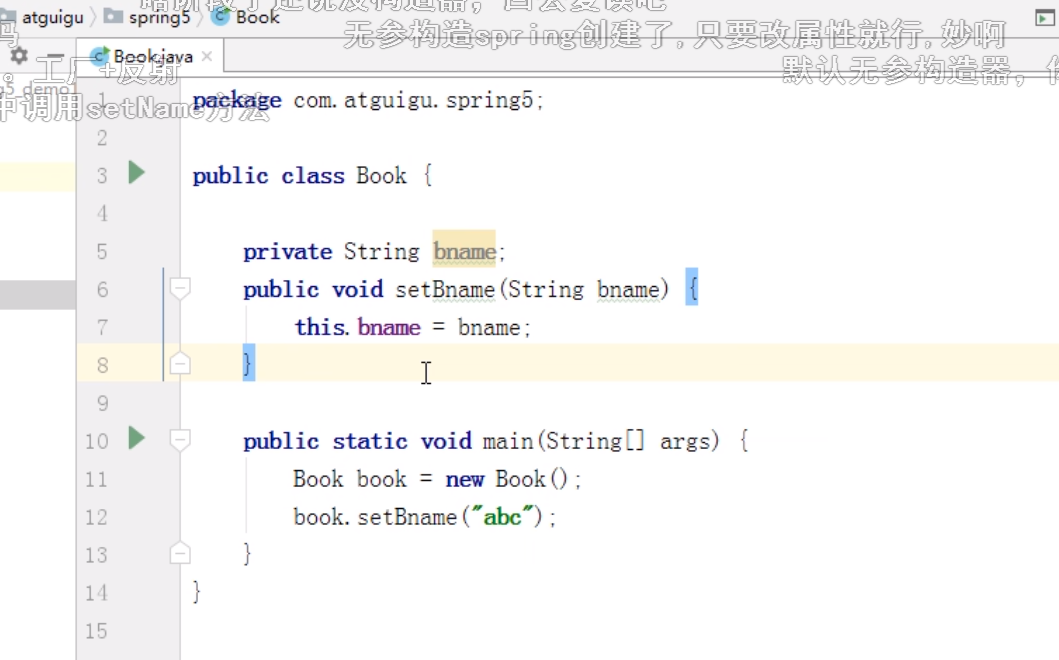 atguigu 〉 spring5 〉 Book
无参构造spring创建了,只要改属性就行,妙啊
Book.java
工厂+反射
默认无参构造器，
中调用setName方法
1 package com.atguigu.spring5;
2
3 public class Book {
4
5 private String bname;
6 public void setBname(String bname) {
7 this.bname = bname;
8 }
9
10 public static void main(String[] args) {
11 Book book = new Book();
12 book.setBname("abc");
13 }
14 }
15